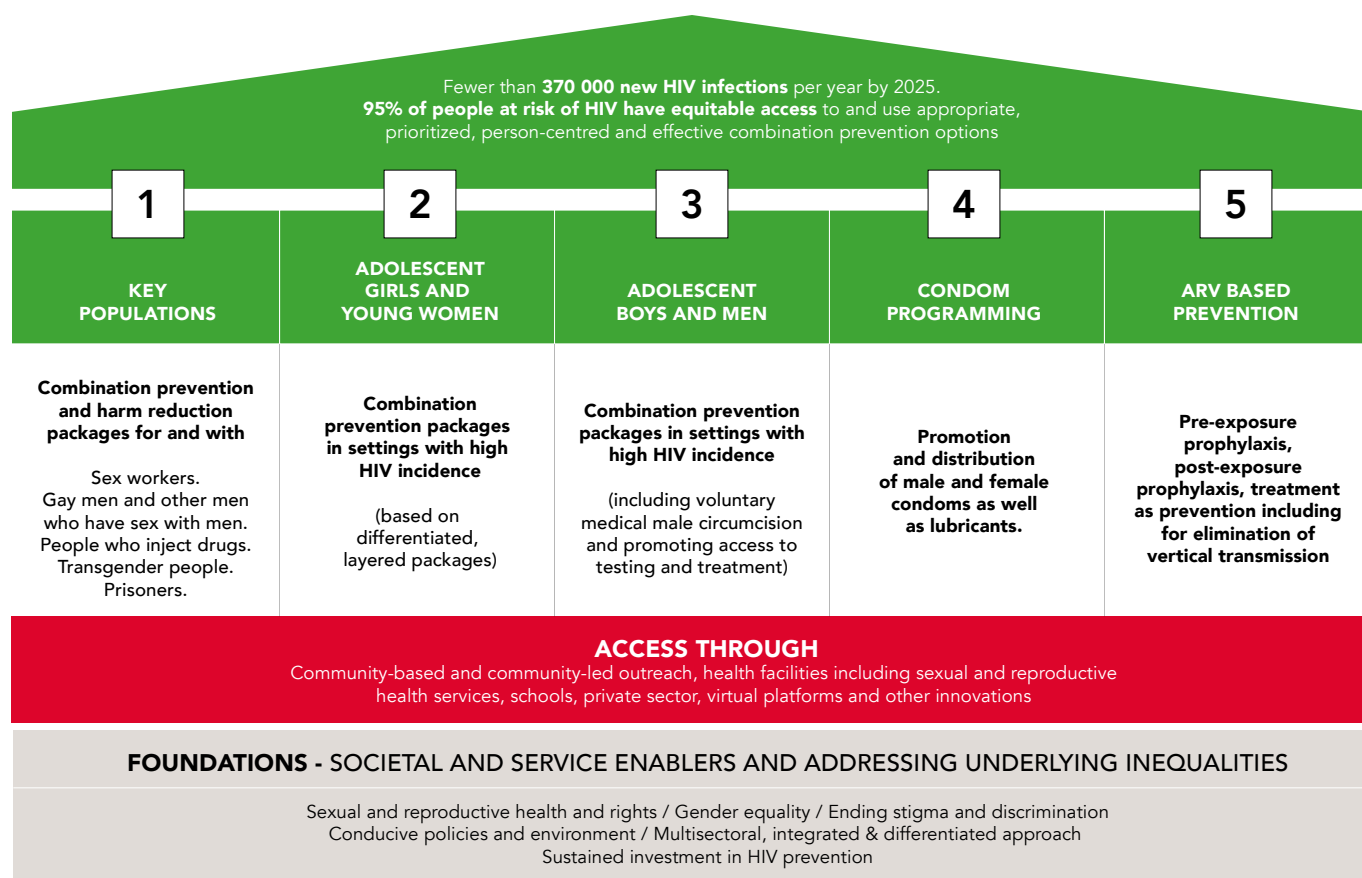 Fewer than 370 000 new HIV infections per year by 2025.
95% of people at risk of HIV have equitable access to and use appropriate,
prioritized, person-centred and effective combination prevention options
1
KEY
POPULATIONS
Combination prevention
and harm reduction
packages for and with
Sex workers.
Gay men and other men
who have sex with men.
People who inject drugs.
Transgender people.
Prisoners.
2
ADOLESCENT
GIRLS AND
YOUNG WOMEN
Combination
prevention packages
in settings with high
HIV incidence
(based on
differentiated,
layered packages)
3
ADOLESCENT
BOYS AND MEN
Combination prevention
packages in settings with
high HIV incidence
(including voluntary
medical male circumcision
and promoting access to
testing and treatment)
4
CONDOM
PROGRAMMING
Promotion
and distribution
of male and female
condoms as well
as lubricants.
5
ARV BASED
PREVENTION
Pre-exposure
prophylaxis,
post-exposure
prophylaxis, treatment
as prevention including
for elimination of
vertical transmission
ACCESS THROUGH
Community-based and community-led outreach, health facilities including sexual and reproductive
health services, schools, private sector, virtual platforms and other innovations
FOUNDATIONS - SOCIETAL AND SERVICE ENABLERS AND ADDRESSING UNDERLYING INEQUALITIES
Sexual and reproductive health and rights / Gender equality / Ending stigma and discrimination
Conducive policies and environment / Multisectoral, integrated & differentiated approach
Sustained investment in HIV prevention